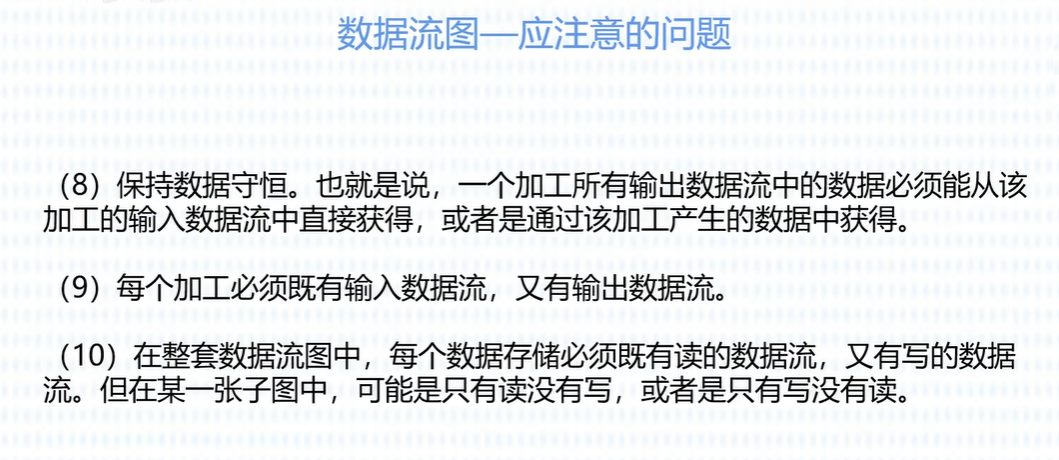 数据流图—应注意的问题
（8）保持数据守恒。也就是说，一个加工所有输出数据流中的数据必须能从该
加工的输入数据流中直接获得，或者是通过该加工产生的数据中获得。
（9）每个加工必须既有输入数据流，又有输出数据流。
（10）在整套数据流图中，每个数据存储必须既有读的数据流，又有写的数据
流。但在某一张子图中，可能是只有读没有写，或者是只有写没有读。